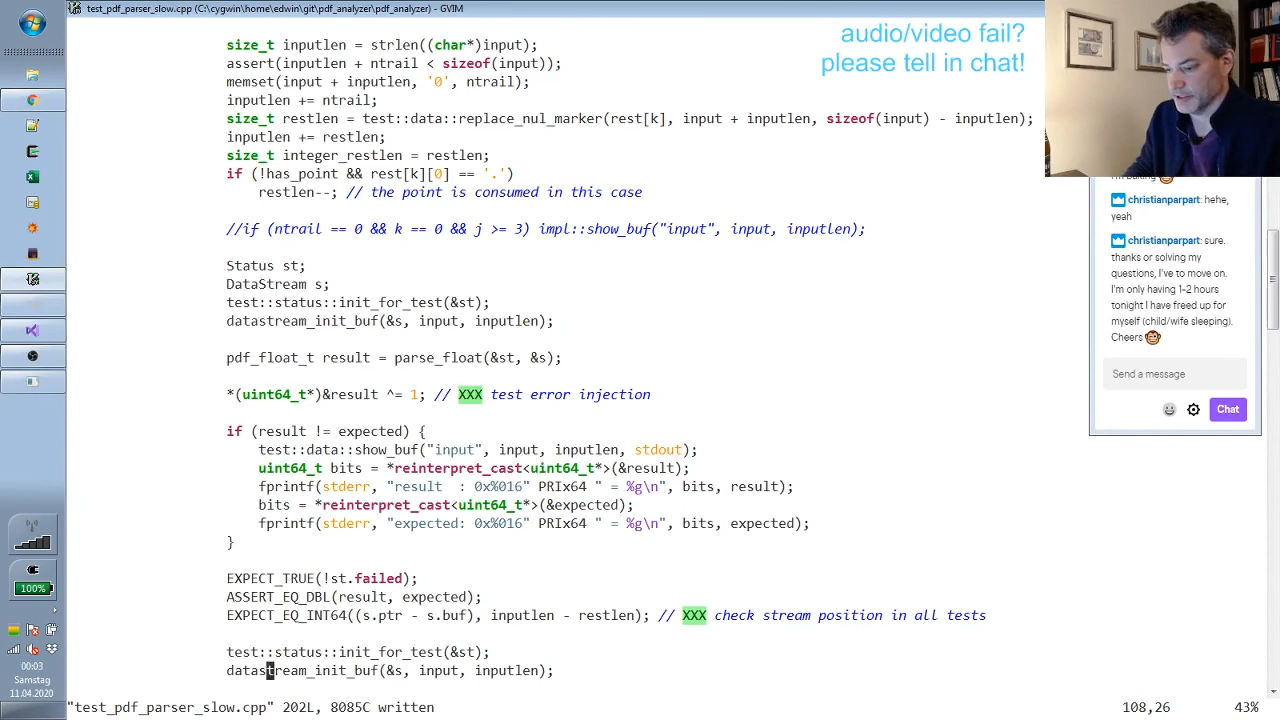 test_pdf_parser_slow.cpp (C:\cygwin\home\edwin\git\pdf_analyzer\pdf_analyzer) - GVIM
audio/video fail?
please tell in chat!
size_t inputlen = strlen((char*)input);
assert(inputlen + ntrail < sizeof(input));
memset(input + inputlen, '0', ntrail);
inputlen += ntrail;
size_t restlen = test::data::replace_nul_marker(rest[k], input + inputlen, sizeof(input) - inputlen);
inputlen += restlen;
size_t integer_restlen = restlen;
if (!has_point && rest[k][0] == '.')
restlen--; // the point is consumed in this case
//if (ntrail == 0 && k == 0 && j >= 3) impl::show_buf("input", input, inputlen);
Status st;
DataStream s;
test::status::init_for_test(&st);
datastream_init_buf(&s, input, inputlen);
pdf_float_t result = parse_float(&st, &s);
*(uint64_t*)&result ^= 1; // XXX test error injection
if (result != expected) {
test::data::show_buf("input", input, inputlen, stdout);
uint64_t bits = *reinterpret_cast<uint64_t*>(&result);
fprintf(stderr, "result  : 0x%016" PRIx64 " = %g\n", bits, result);
bits = *reinterpret_cast<uint64_t*>(&expected);
fprintf(stderr, "expected: 0x%016" PRIx64 " = %g\n", bits, expected);
}
EXPECT_TRUE(!st.failed);
ASSERT_EQ_DBL(result, expected);
EXPECT_EQ_INT64((s.ptr - s.buf), inputlen - restlen); // XXX check stream position in all tests
test::status::init_for_test(&st);
datastream_init_buf(&s, input, inputlen);
"test_pdf_parser_slow.cpp" 202L, 8085C written
108,26
43%
christianparpart: hehe,
yeah
christianparpart: sure.
thanks or solving my
questions, I've to move on.
I'm only having 1-2 hours
tonight I have freed up for
myself (child/wife sleeping).
Cheers
Send a message
Chat
100%
00:03
Samstag
11.04.2020